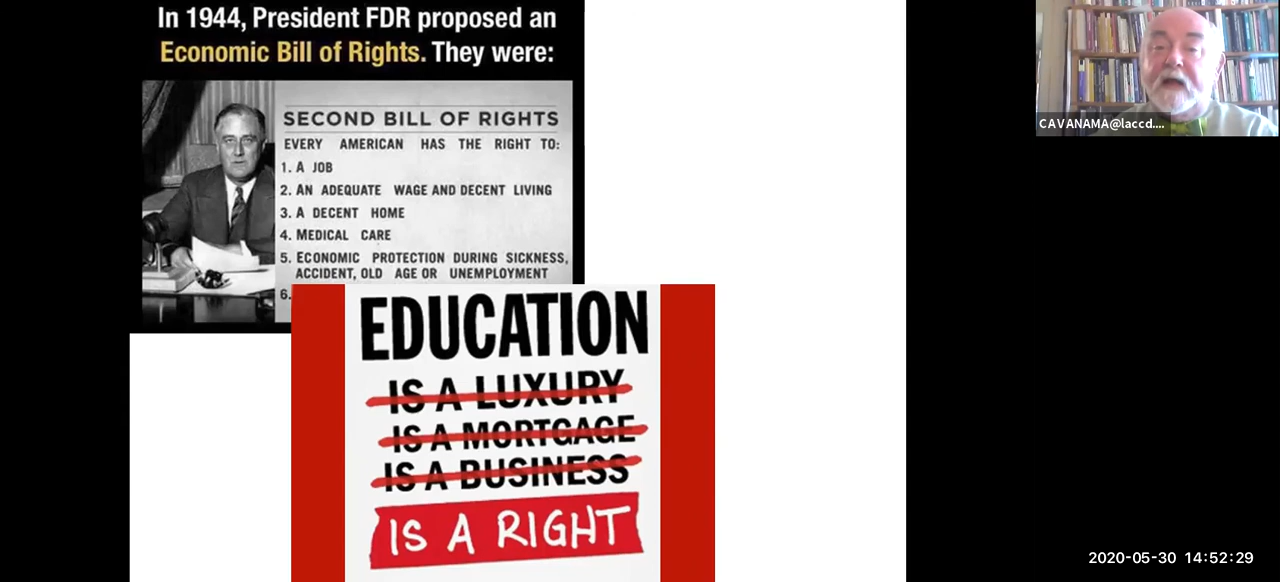 In 1944, President FDR proposed an
Economic Bill of Rights. They were:
SECOND BILL OF RIGHTS
EVERY AMERICAN HAS THE RIGHT TO:
1. A JOB
2. AN ADEQUATE WAGE AND DECENT LIVING
3. A DECENT HOME
4. MEDICAL CARE
5. ECONOMIC PROTECTION DURING SICKNESS,
ACCIDENT, OLD AGE OR UNEMPLOYMENT
6.
EDUCATION
IS A LUXURY
IS A MORTGAGE
IS A BUSINESS
IS A RIGHT
CAVANAMA@laccd....
2020-05-30 14:52:29